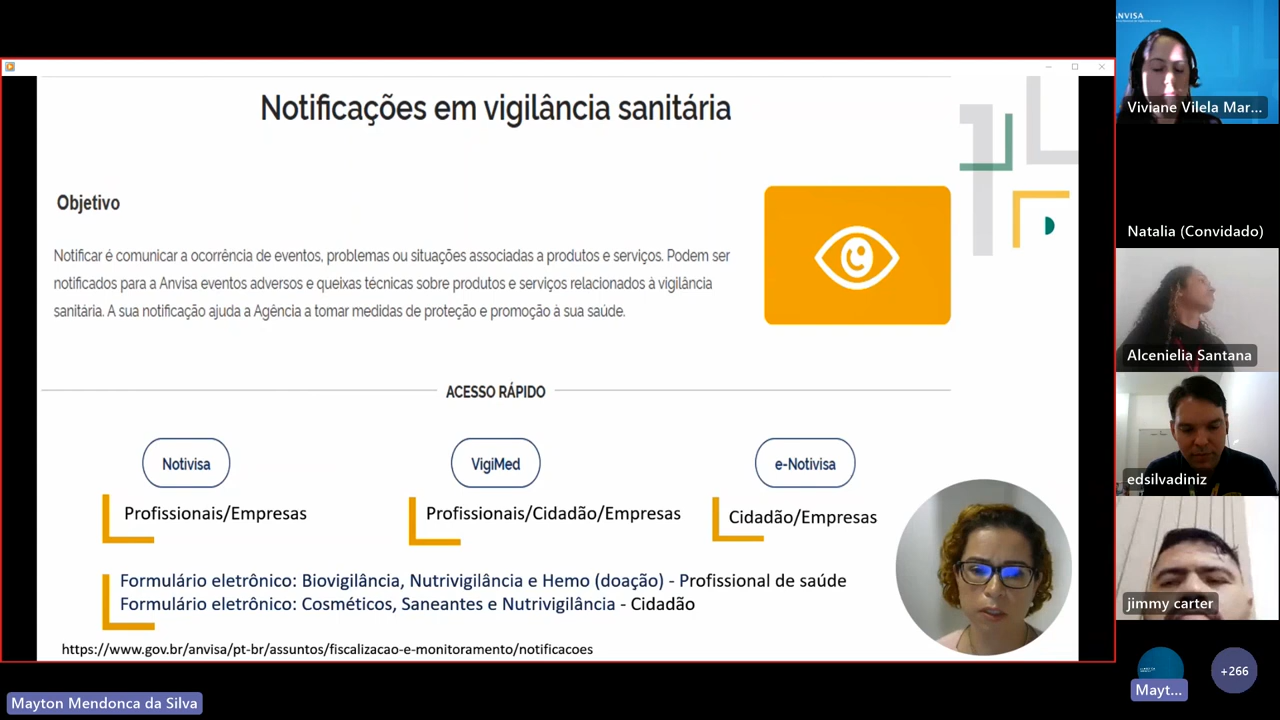 Notificações em vigilância sanitária
Objetivo
Notificar é comunicar a ocorrência de eventos, problemas ou situações associadas a produtos e serviços. Podem ser
notificados para a Anvisa eventos adversos e queixas técnicas sobre produtos e serviços relacionados à vigilância
sanitária. A sua notificação ajuda a Agência a tomar medidas de proteção e promoção à sua saúde.
ACESSO RÁPIDO
Notivisa
VigiMed
e-Notivisa
Profissionais/Empresas
Profissionais/Cidadão/Empresas
Cidadão/Empresas
Formulário eletrônico: Biovigilância, Nutrivigilância e Hemo (doação) - Profissional de saúde
Formulário eletrônico: Cosméticos, Saneantes e Nutrivigilância - Cidadão
https://www.gov.br/anvisa/pt-br/assuntos/fiscalizacao-e-monitoramento/notificacoes
Mayton Mendonca da Silva
ANVISA
Viviane Vilela Mar...
Natalia (Convidado)
Alcenielia Santana
edsilvadiniz
jimmy carter
Mayt...
+266